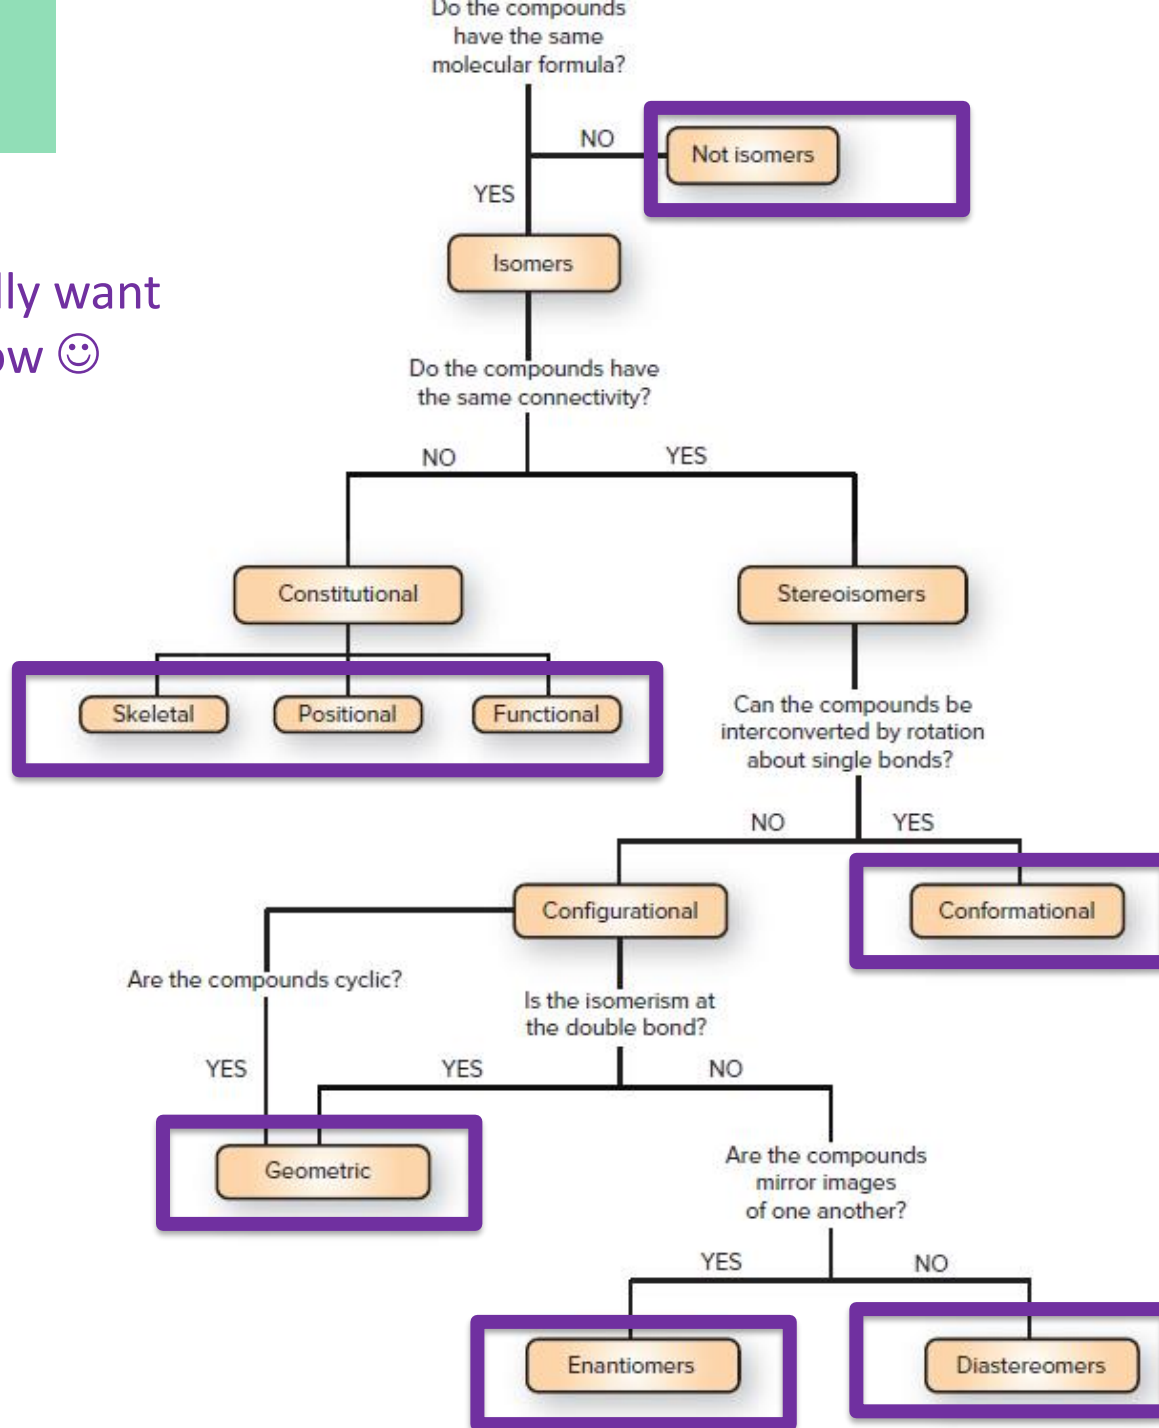 Do the compounds
have the same
molecular formula?
NO
Not isomers
YES
Isomers
want
☺
Do the compounds have
the same connectivity?
NO
YES
Constitutional
Stereoisomers
Skeletal
Positional
Functional
Can the compounds be
interconverted by rotation
about single bonds?
NO
YES
Configurational
Conformational
Are the compounds cyclic?
Is the isomerism at
the double bond?
YES
YES
NO
Geometric
Are the compounds
mirror images
of one another?
YES
NO
Enantiomers
Diastereomers